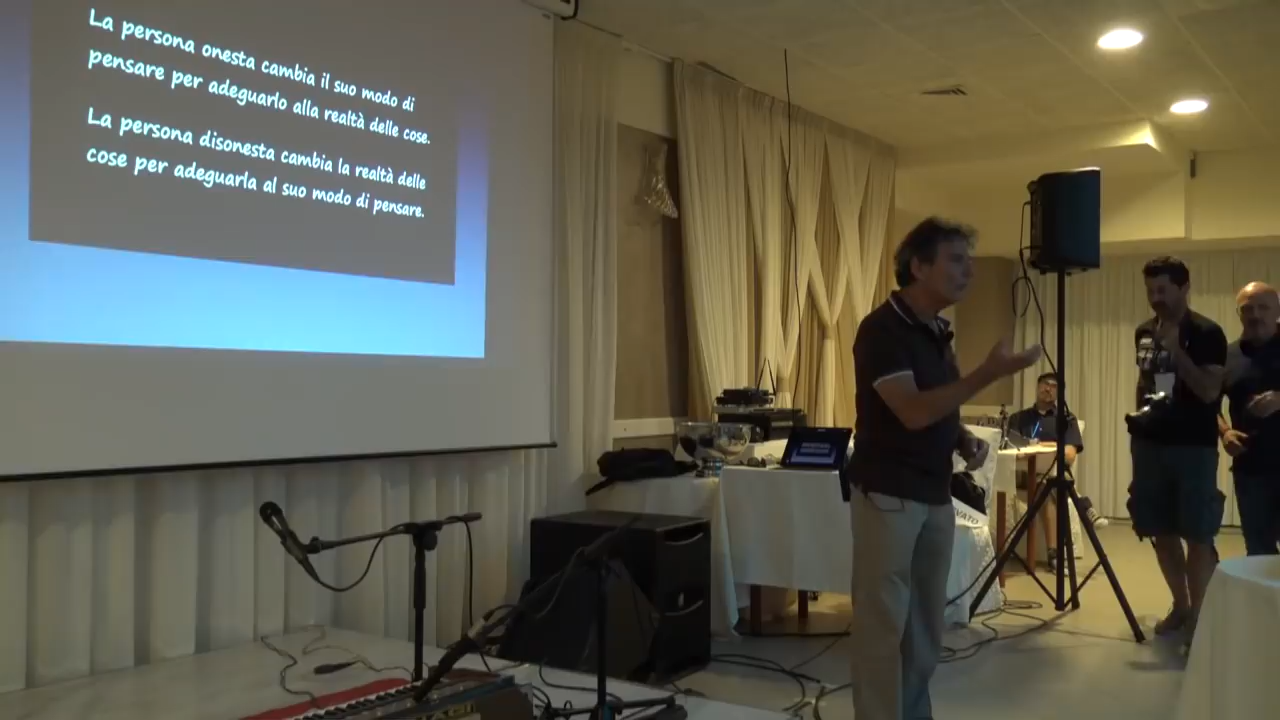 La persona onesta cambia il suo modo di
pensare per adeguarlo alla realtà delle cose.
La persona disonesta cambia la realtà delle
cose per adeguarla al suo modo di pensare.